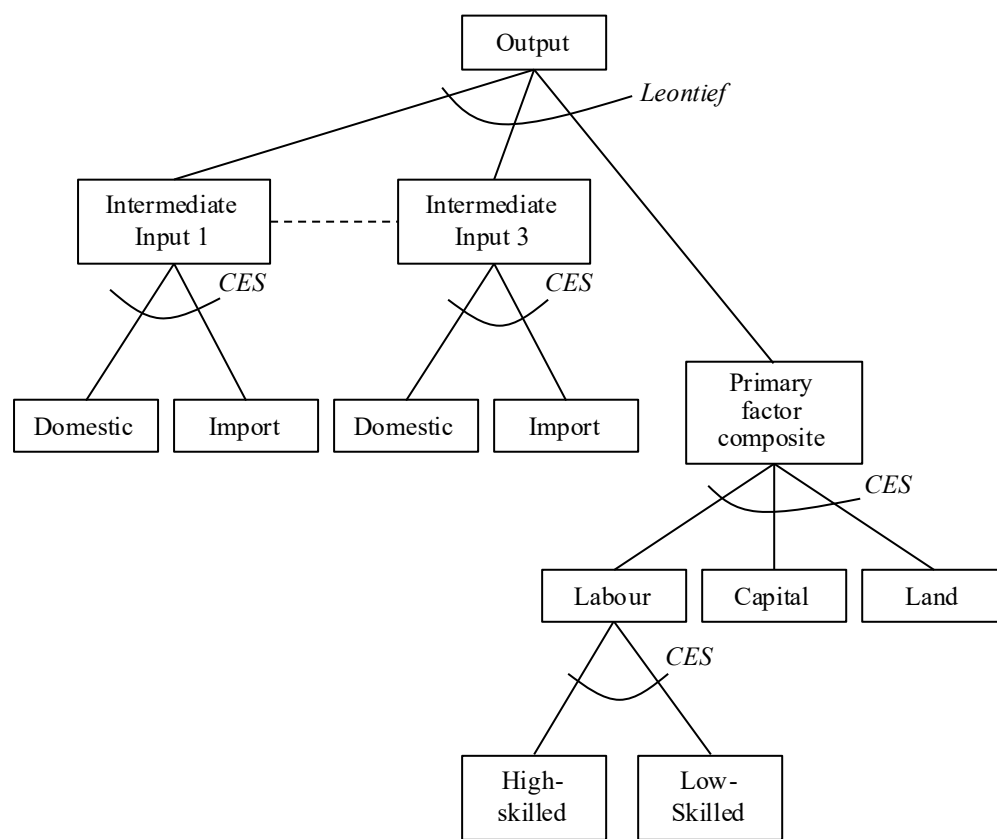 Output
Leontief
Intermediate
Input 1
Intermediate
Input 3
CES
CES
Primary
factor
composite
Domestic
Import
Domestic
Import
CES
Labour
Capital
Land
CES
High-
skilled
Low-
Skilled